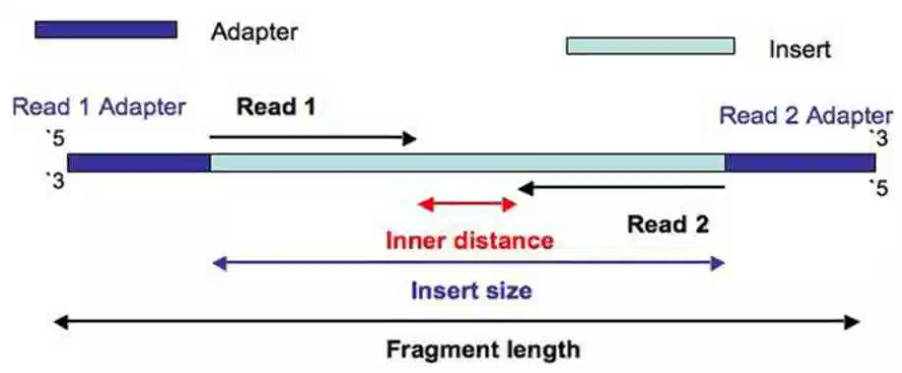 Adapter
Insert
Read 1 Adapter
Read 1
Read 2 Adapter
`5
`3
`3
`5
Read 2
Inner distance
Insert size
Fragment length